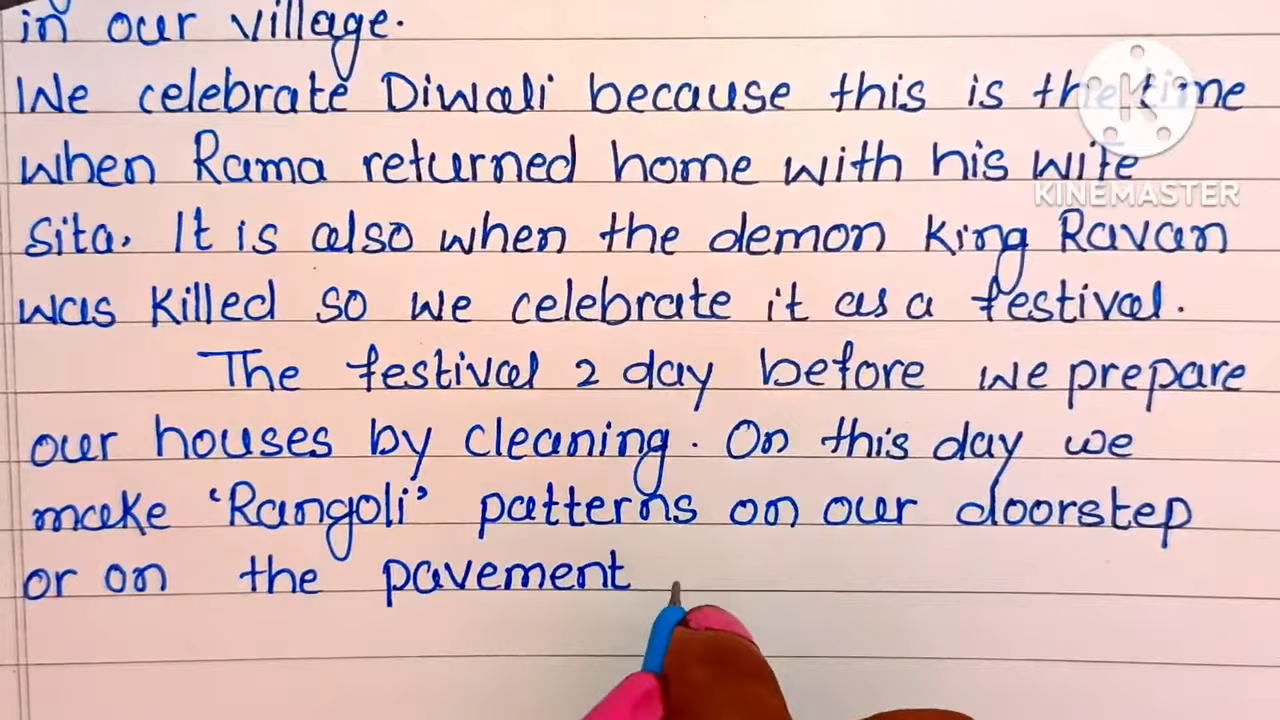 in our village.
We celebrate Diwali because this is the time
when Rama returned home with his wife
Sita. It is also when the demon King Ravan
was killed so we celebrate it as a festival.
The festival 2 day before we prepare
our houses by cleaning. On this day we
make 'Rangoli' patterns on our doorstep
or on the pavement
K
KINEMASTER